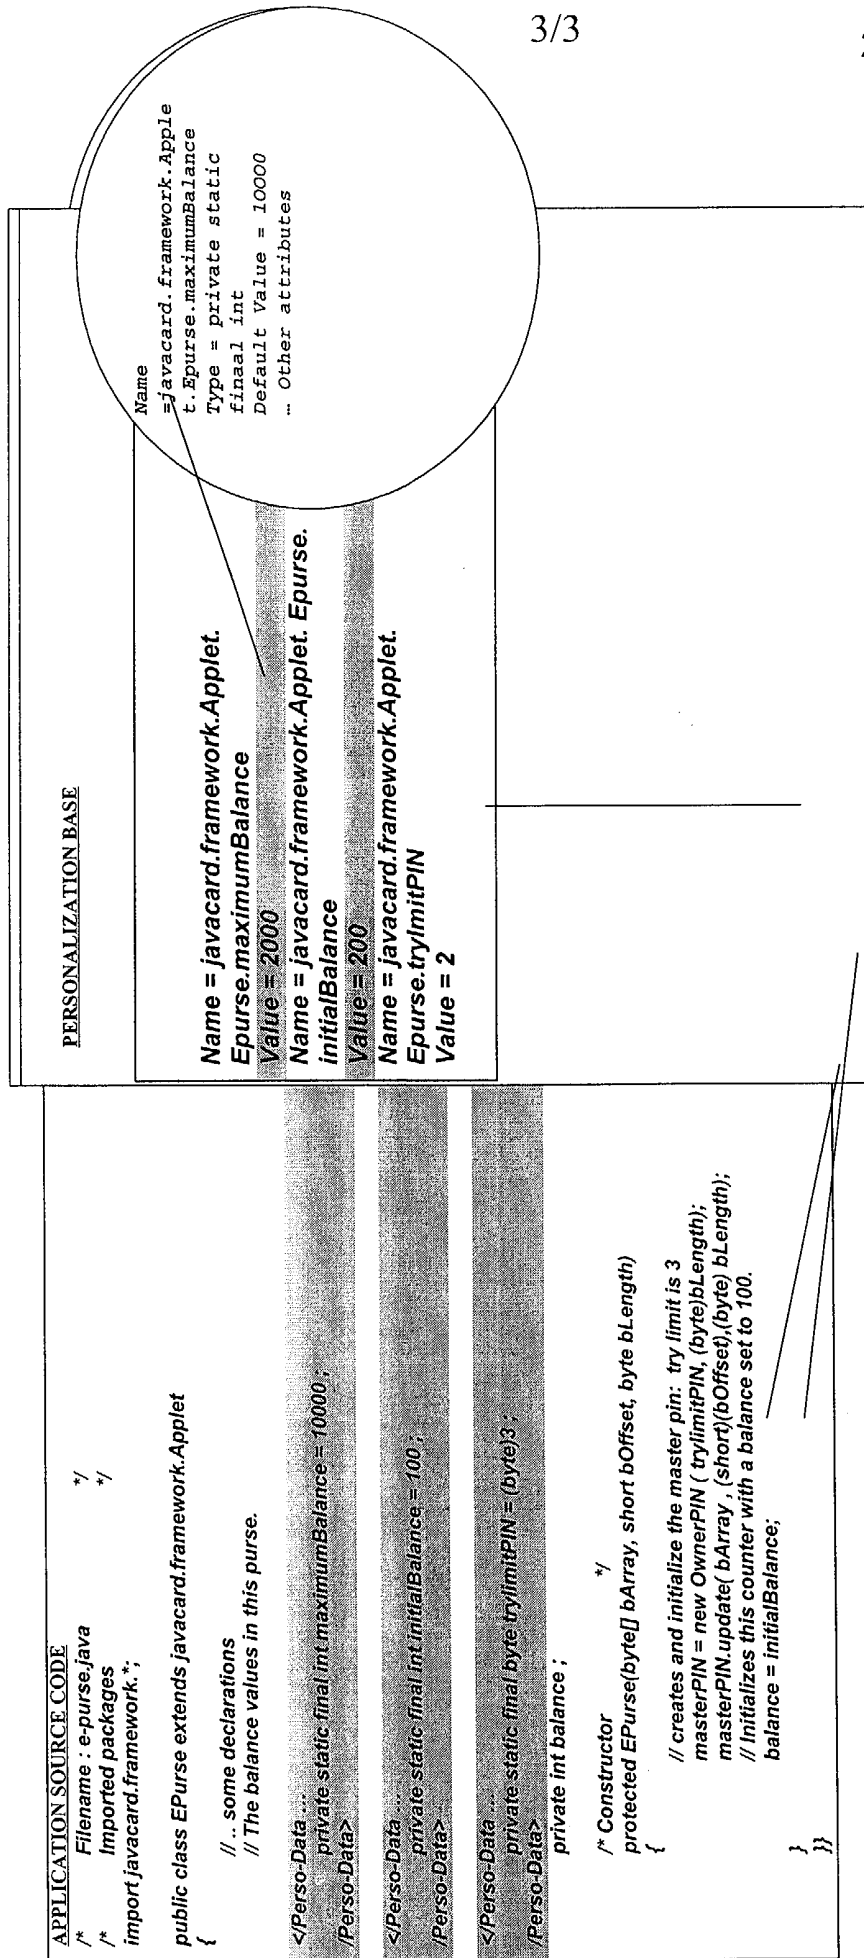 3/3
APPLICATION SOURCE CODE
/* Filename : e-purse.java */
/* Imported packages */
import javacard.framework.*;
public class EPurse extends javacard.framework.Applet
{
// .. some declarations
// The balance values in this purse.
</Perso-Data ...
private static final int maximumBalance = 10000 ;
/Perso-Data>
</Perso-Data ...
private static final int initialBalance = 100 ;
/Perso-Data>
</Perso-Data ...
private static final byte trylimitPIN = (byte)3 ;
/Perso-Data>
private int balance ;
/* Constructor */
protected EPurse(byte[] bArray, short bOffset, byte bLength)
{
// creates and initialize the master pin: try limit is 3
masterPIN = new OwnerPIN ( trylimitPIN, (byte)bLength);
masterPIN.update( bArray , (short)(bOffset),(byte) bLength);
// Initializes this counter with a balance set to 100.
balance = initialBalance;
}
}}
PERSONALIZATION BASE
Name = javacard.framework.Applet.
Epurse.maximumBalance
Value = 2000
Name = javacard.framework.Applet. Epurse.
initialBalance
Value = 200
Name = javacard.framework.Applet.
Epurse.trylmitPIN
Value = 2
Name
=javacard.framework.Apple
t.Epurse.maximumBalance
Type = private static
finaal int
Default Value = 10000
… Other attributes